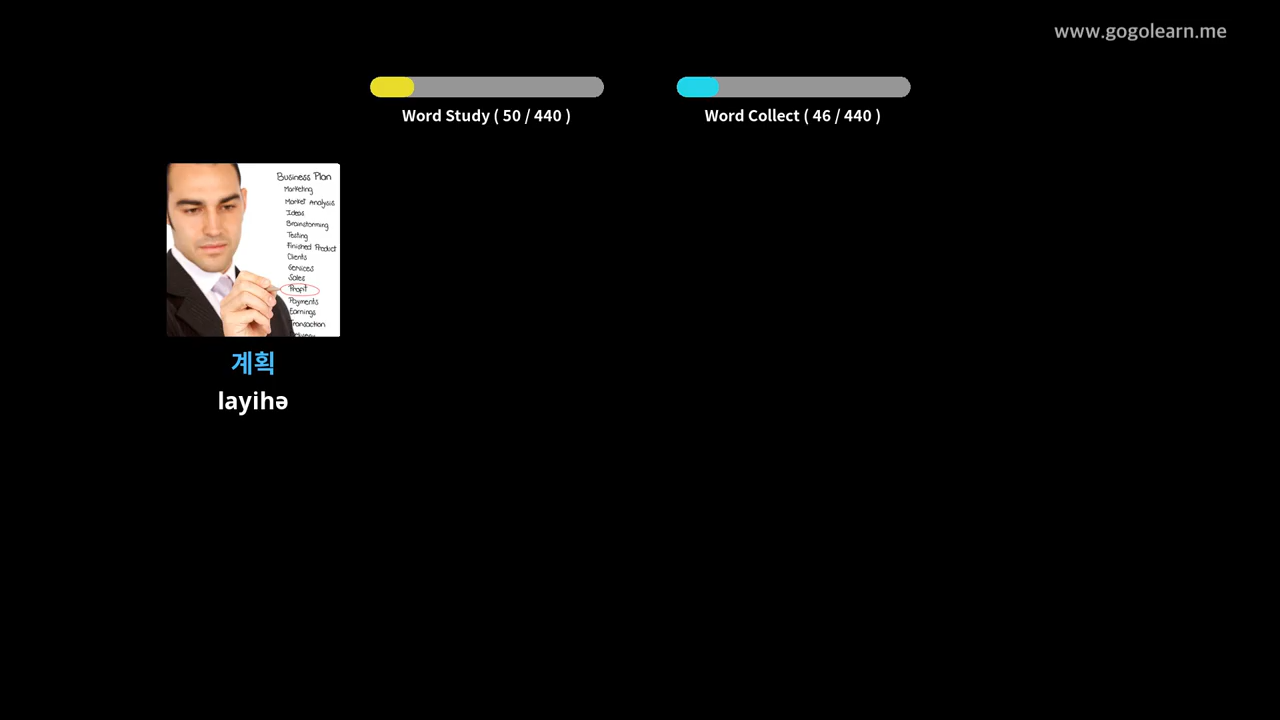 www.gogolearn.me
Word Study ( 50 / 440 )
Word Collect ( 46 / 440 )
Business Plan
Marketing
Market Analysis
Ideas
Brainstorming
Testing
Finished Product
Clients
Services
Sales
Profit
Payments
Earnings
Transaction
계획
layihə